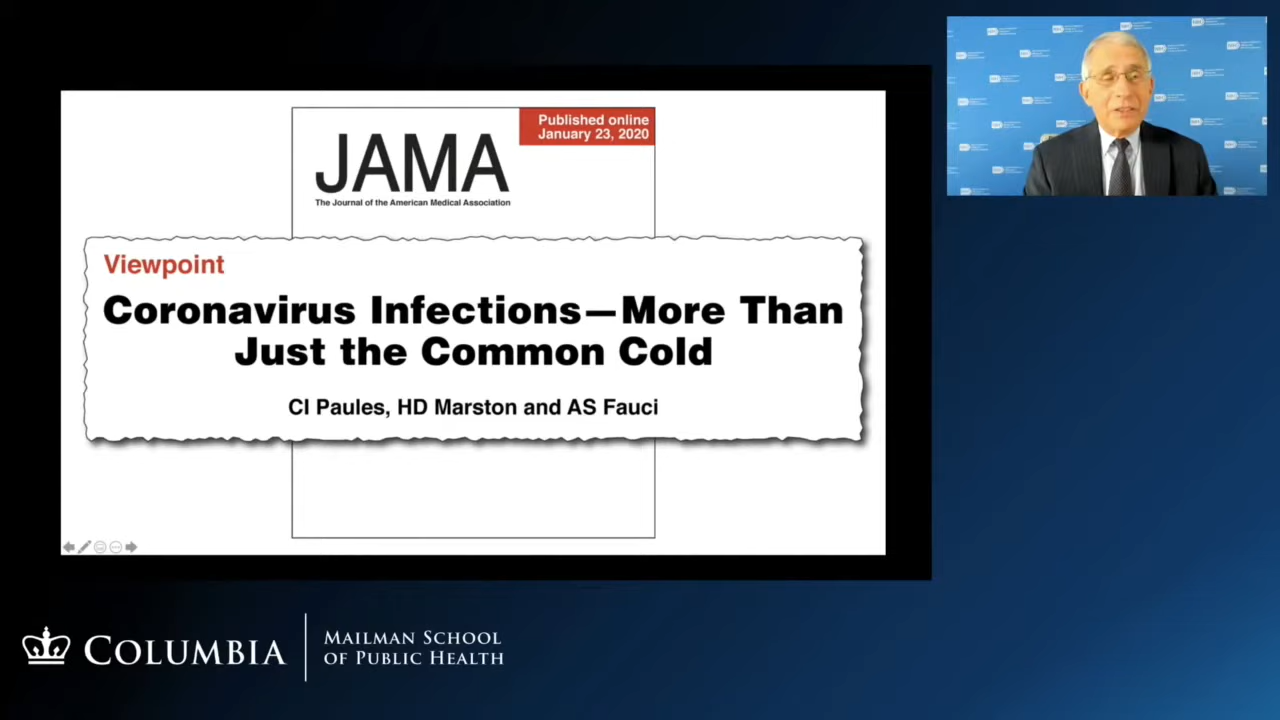 Published online
January 23, 2020
JAMA
The Journal of the American Medical Association
Viewpoint
Coronavirus Infections—More Than
Just the Common Cold
CI Paules, HD Marston and AS Fauci
COLUMBIA
MAILMAN SCHOOL
OF PUBLIC HEALTH